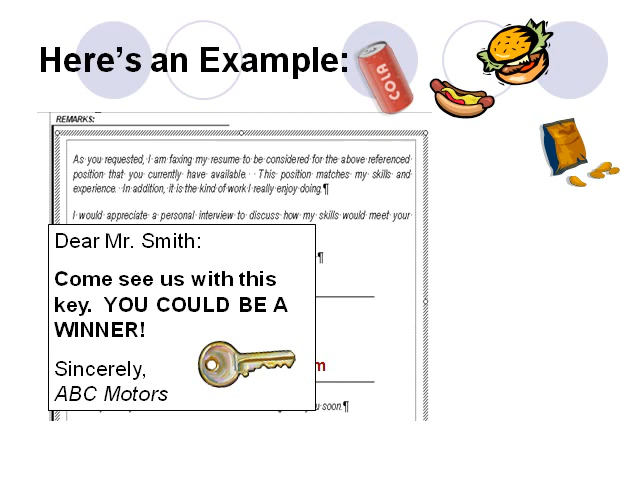 Here's an Example:
COLA
REMARKS:
As you requested, I am faxing my resume to be considered for the above referenced
position that you currently have available. This position matches my skills and
experience. In addition, it is the kind of work I really enjoy doing.¶
I would appreciate a personal interview to discuss how my skills would meet your
¶
Dear Mr. Smith:
Come see us with this
key. YOU COULD BE A
WINNER!
Sincerely,
ABC Motors
m
soon.¶